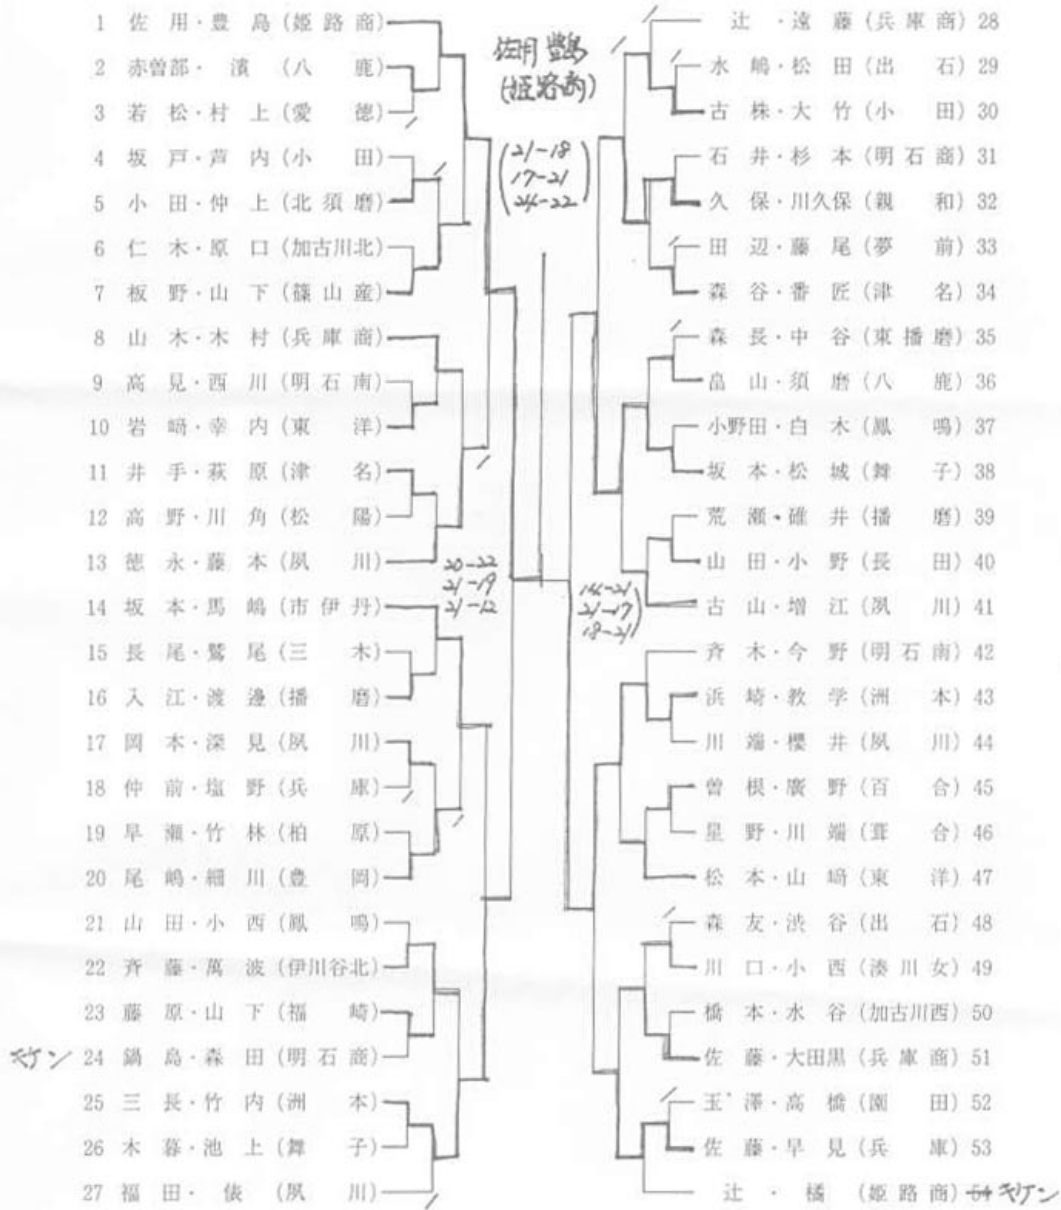 1 佐用・豊島(姫路商)
2 赤曽部・濱(八鹿)
3 若松・村上(愛徳)
4 坂戸・芦内(小田)
5 小田・仲上(北須磨)
6 仁木・原口(加古川北)
7 板野・山下(篠山産)
8 山木・木村(兵庫商)
9 高見・西川(明石南)
10 岩﨑・幸内(東洋)
11 井手・萩原(津名)
12 高野・川角(松陽)
13 徳永・藤本(夙川)
14 坂本・馬嶋(市伊丹)
15 長尾・鷲尾(三木)
16 入江・渡邊(播磨)
17 岡本・深見(夙川)
18 仲前・塩野(兵庫)
19 早瀬・竹林(柏原)
20 尾嶋・細川(豊岡)
21 山田・小西(鳳鳴)
22 斉藤・萬波(伊川谷北)
23 藤原・山下(福崎)
キケン 24 鍋島・森田(明石商)
25 三長・竹内(洲本)
26 木暮・池上(舞子)
27 福田・俵(夙川)
佐用 豊島
(姫路商)
(21-18
17-21
24-22)
20-22
21-19
21-12
14-21
21-17
18-21)
辻・遠藤(兵庫商) 28
水嶋・松田(出石) 29
古株・大竹(小田) 30
石井・杉本(明石商) 31
久保・川久保(親和) 32
田辺・藤尾(夢前) 33
森谷・番匠(津名) 34
森長・中谷(東播磨) 35
畠山・須磨(八鹿) 36
小野田・白木(鳳鳴) 37
坂本・松城(舞子) 38
荒瀬・碓井(播磨) 39
山田・小野(長田) 40
古山・増江(夙川) 41
斉木・今野(明石南) 42
浜崎・教学(洲本) 43
川端・櫻井(夙川) 44
曽根・廣野(百合) 45
星野・川端(葺合) 46
松本・山﨑(東洋) 47
森友・渋谷(出石) 48
川口・小西(湊川女) 49
橋本・水谷(加古川西) 50
佐藤・大田黒(兵庫商) 51
玉澤・高橋(園田) 52
佐藤・早見(兵庫) 53
辻・橘(姫路商) 54 キケン